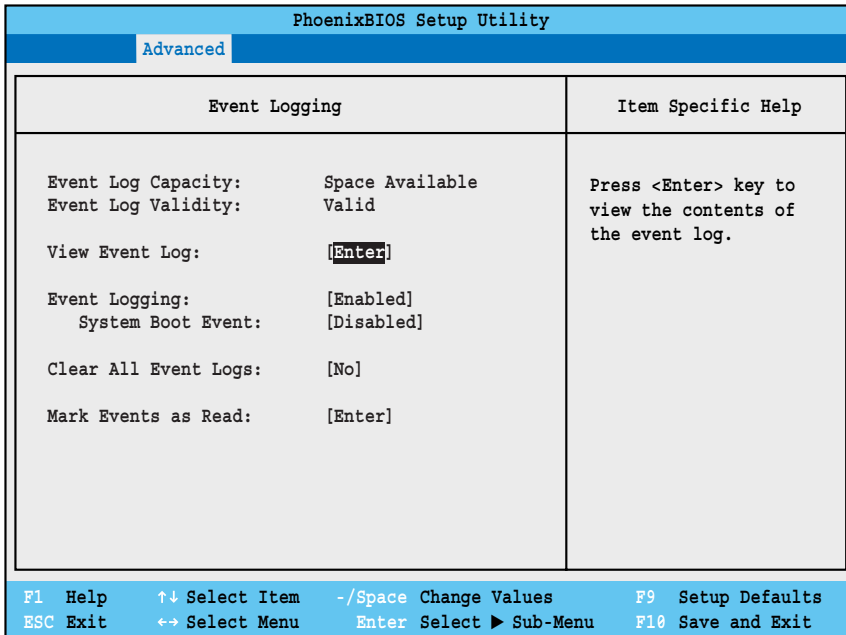 PhoenixBIOS Setup Utility
Advanced
Event Logging
Item Specific Help
Event Log Capacity: Space Available
Event Log Validity: Valid
View Event Log: [Enter]
Event Logging: [Enabled]
System Boot Event: [Disabled]
Clear All Event Logs: [No]
Mark Events as Read: [Enter]
Press <Enter> key to
view the contents of
the event log.
F1 Help ↑↓ Select Item -/Space Change Values F9 Setup Defaults
ESC Exit ←→ Select Menu Enter Select ▶ Sub-Menu F10 Save and Exit